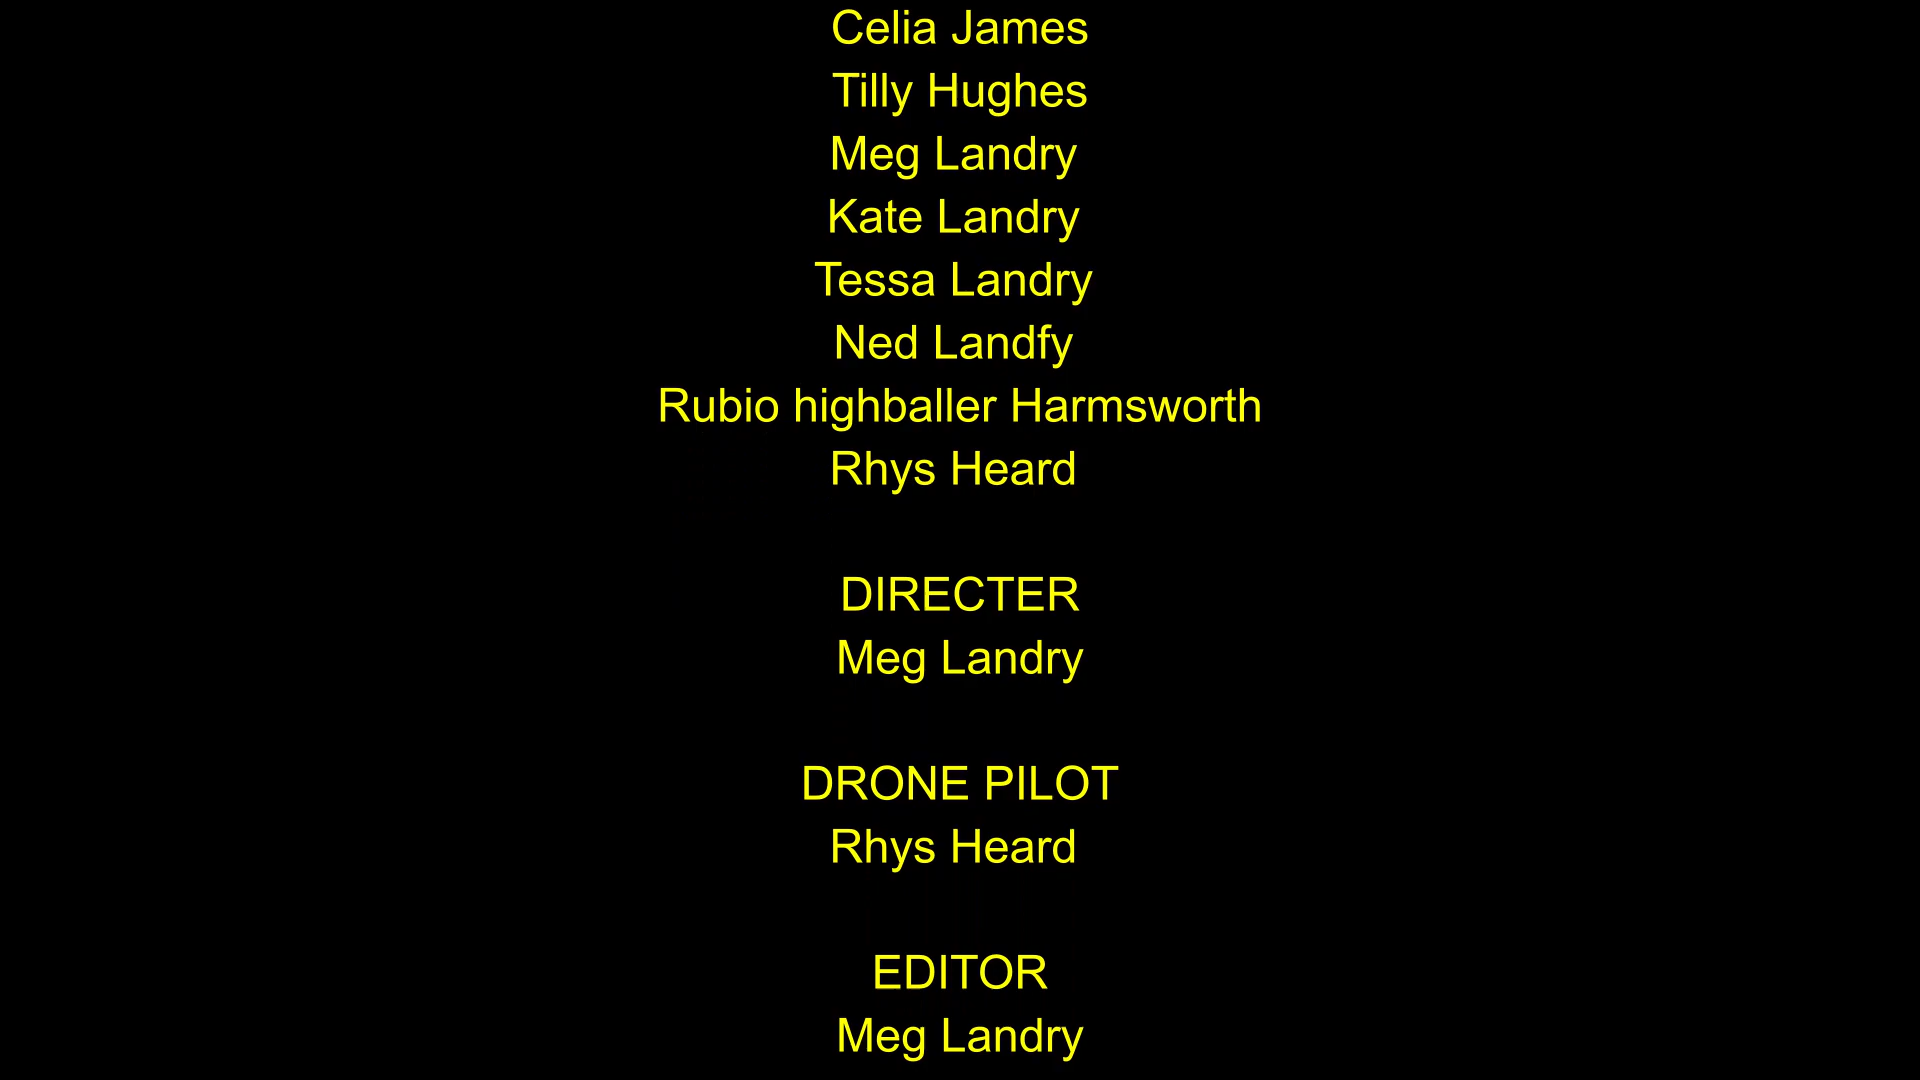 Celia James
Tilly Hughes
Meg Landry
Kate Landry
Tessa Landry
Ned Landfy
Rubio highballer Harmsworth
Rhys Heard
DIRECTER
Meg Landry
DRONE PILOT
Rhys Heard
EDITOR
Meg Landry